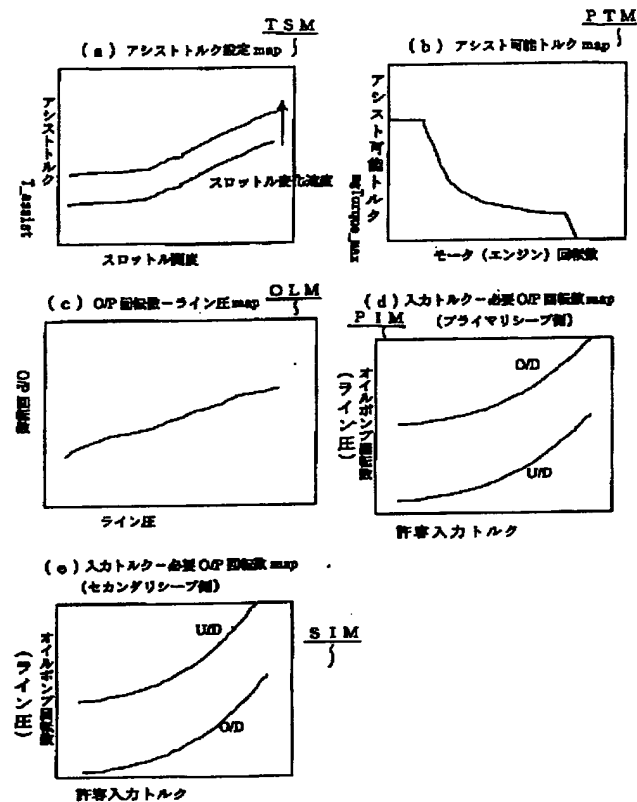 TSM
(a) アシストトルク設定map
アシストトルク
T_assist
スロットル変化速度
スロットル開度
PTM
(b) アシスト可能トルクmap
アシスト可能トルク
mgTorque_max
モータ(エンジン)回転数
OLM
(c) O/P回転数－ライン圧map
O/P回転数
ライン圧
PIM
(d) 入力トルク－必要O/P回転数map
(プライマリシーブ側)
オイルポンプ回転数
(ライン圧)
O/D
U/D
許容入力トルク
(e) 入力トルク－必要O/P回転数map
(セカンダリシーブ側)
SIM
オイルポンプ回転数
(ライン圧)
U/D
O/D
許容入力トルク